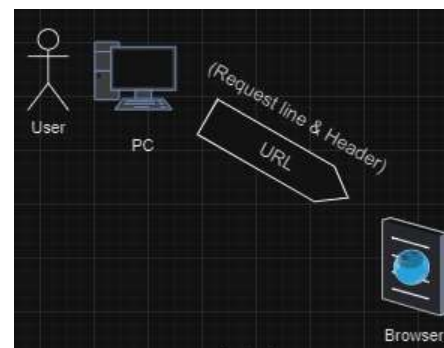 User
PC
(Request line & Header)
URL
Browser